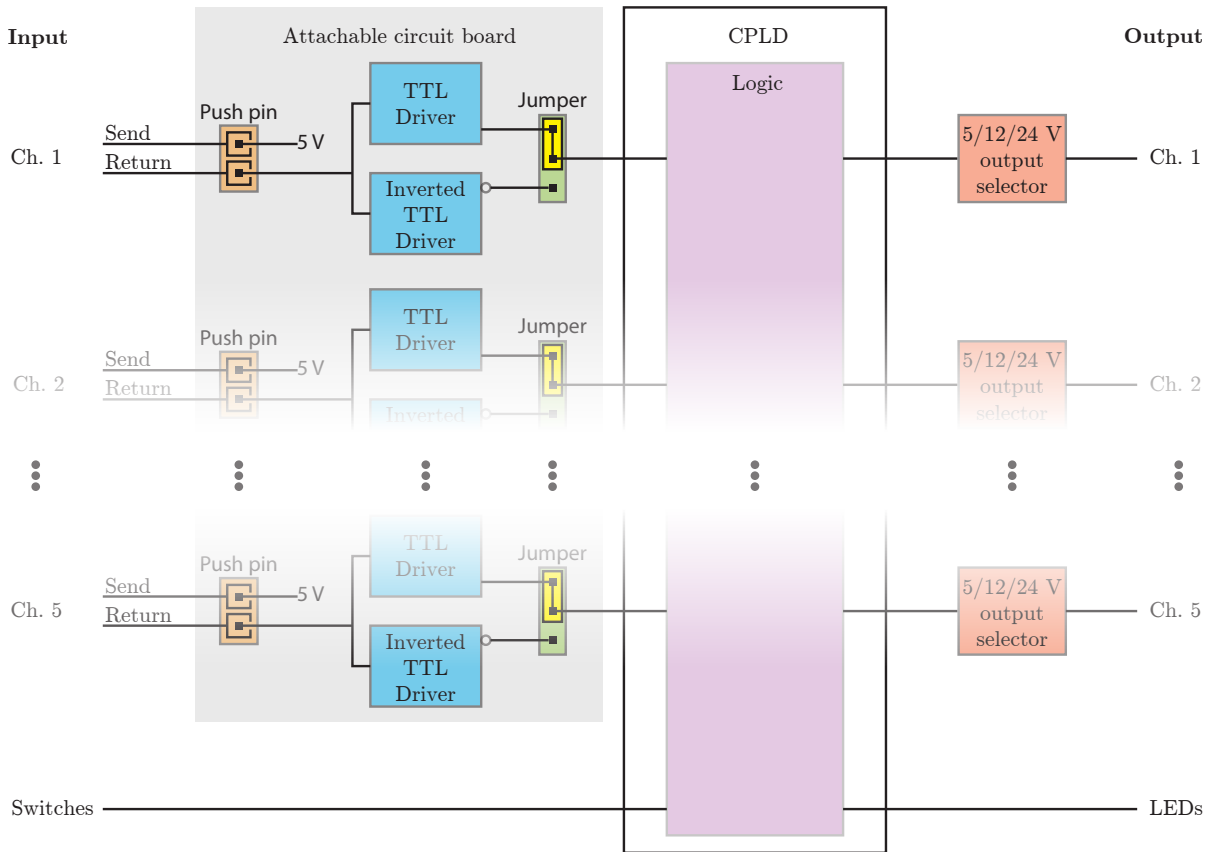 Input
Attachable circuit board
CPLD
Output
Logic
TTL
Driver
Push pin
Jumper
Send
5 V
Return
Ch. 1
Inverted
TTL
Driver
5/12/24 V
output
selector
Ch. 1
TTL
Driver
Push pin
Jumper
Send
5 V
Return
Ch. 2
Inverted
5/12/24 V
output
selector
Ch. 2
TTL
Driver
Push pin
Jumper
Send
5 V
Return
Ch. 5
Inverted
TTL
Driver
5/12/24 V
output
selector
Ch. 5
Switches
LEDs